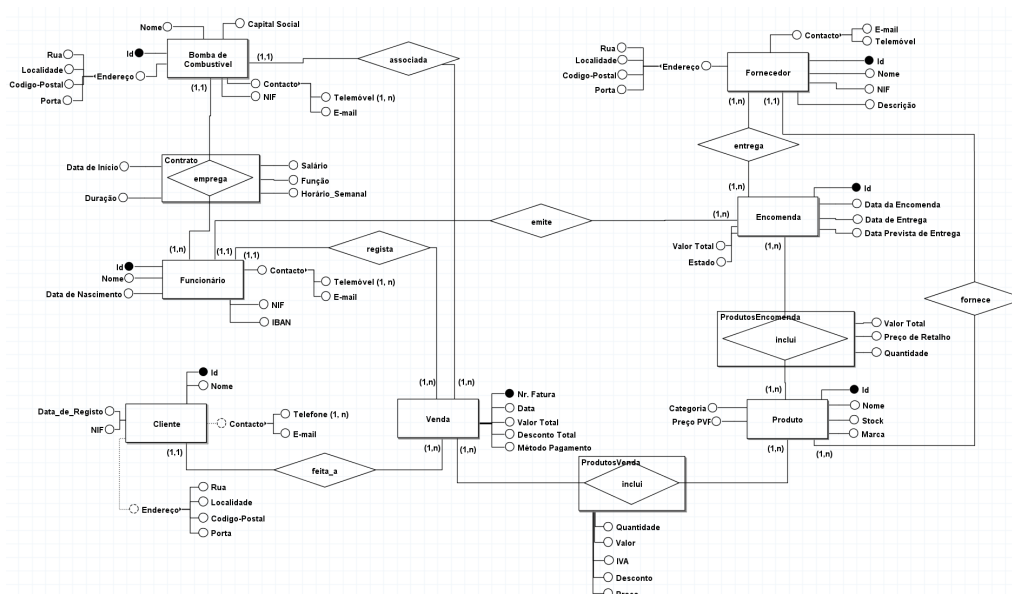 Nome
Capital Social
Id
Bomba de
Combustível
(1,1)
(1,1)
Rua
Localidade
Codigo-Postal
Porta
Endereço
Contacto
NIF
Telemóvel (1, n)
E-mail
associada
Contrato
emprega
Data de Início
Duração
Salário
Função
Horário_Semanal
(1,n)
(1,1)
(1,1)
emite
regista
Id
Nome
Data de Nascimento
Funcionário
Contacto
Telemóvel (1, n)
E-mail
NIF
IBAN
Rua
Localidade
Codigo-Postal
Porta
Endereço
Contacto
E-mail
Telemóvel
Fornecedor
Id
Nome
NIF
Descrição
(1,n)
(1,1)
entrega
(1,n)
(1,n)
Encomenda
Id
Data da Encomenda
Data de Entrega
Data Prevista de Entrega
Valor Total
Estado
(1,n)
fornece
ProdutosEncomenda
inclui
Valor Total
Preço de Retalho
Quantidade
(1,n)
Id
Nome
Stock
Marca
Categoria
Preço PVP
Produto
(1,n)
(1,n)
Id
Nome
Data_de_Registo
NIF
Cliente
Contacto
Telefone (1, n)
E-mail
(1,1)
Endereço
Rua
Localidade
Codigo-Postal
Porta
feita_a
(1,n)
(1,n)
Venda
(1,n)
(1,n)
Nr. Fatura
Data
Valor Total
Desconto Total
Método Pagamento
ProdutosVenda
inclui
Quantidade
Valor
IVA
Desconto